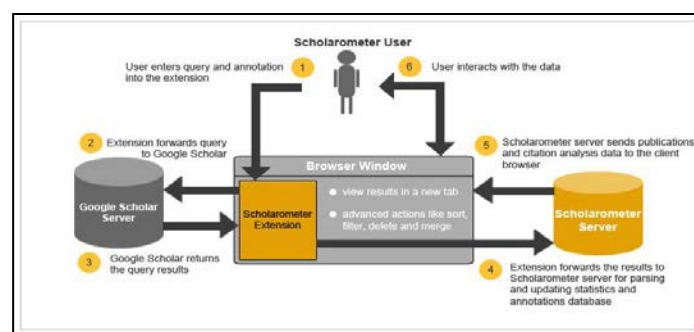 Scholarometer User
1
User enters query and annotation
into the extension
6
User interacts with the data
2
Extension forwards query
to Google Scholar
5
Scholarometer server sends publications
and citation analysis data to the client
browser
Browser Window
Google Scholar
Server
Scholarometer
Extension
view results in a new tab
advanced actions like sort,
filter, delete and merge
Scholarometer
Server
3
Google Scholar returns
the query results
4
Extension forwards the results to
Scholarometer server for parsing
and updating statistics and
annotations database